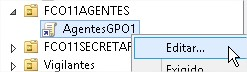 FCO11AGENTES
AgentesGPO1
FCO11SECRETAR
Editar...
Vigilantes
Exigido